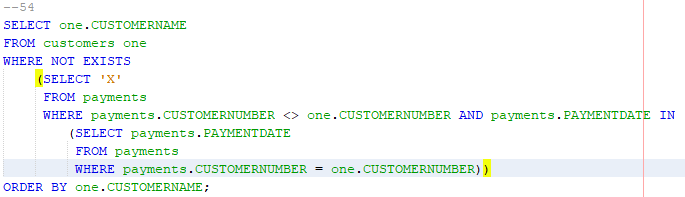 --54
SELECT one.CUSTOMERNAME
FROM customers one
WHERE NOT EXISTS
(SELECT 'X'
FROM payments
WHERE payments.CUSTOMERNUMBER <> one.CUSTOMERNUMBER AND payments.PAYMENTDATE IN
(SELECT payments.PAYMENTDATE
FROM payments
WHERE payments.CUSTOMERNUMBER = one.CUSTOMERNUMBER))
ORDER BY one.CUSTOMERNAME;